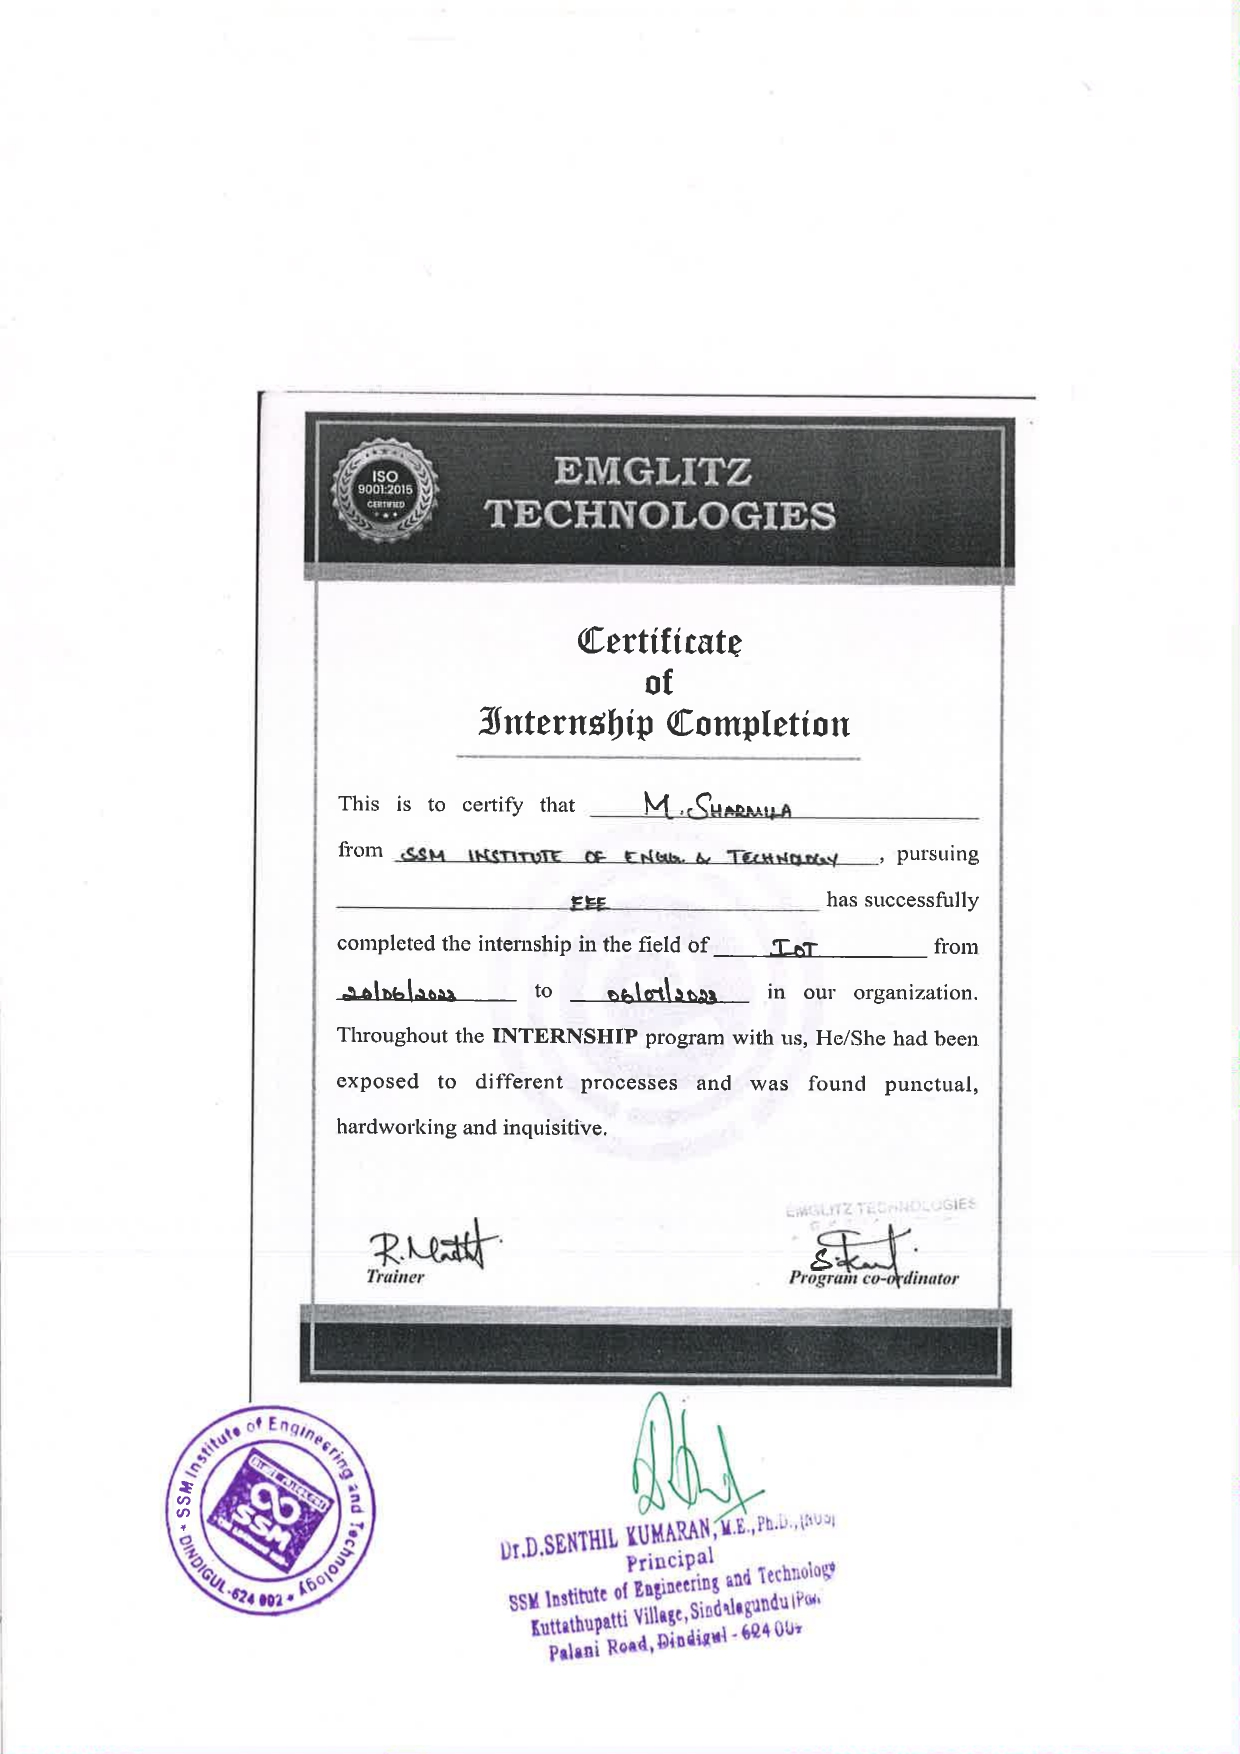 ISO
9001:2015
CERTIFIED
EMGLITZ
TECHNOLOGIES
Certificate
of
Internship Completion
This is to certify that M. SHARMILA
from SSM INSTITUTE OF ENGG. & TECHNOLOGY, pursuing
EEE has successfully
completed the internship in the field of IOT from
20/06/2022 to in our organization.
Throughout the INTERNSHIP program with us, He/She had been
exposed to different processes and was found punctual,
hardworking and inquisitive.
EMGLITZ TECHNOLOGIES
Trainer
Program co-ordinator
SSM Institute of Engineering and Technology
DINDIGUL-624 002
SSM
Dr.D.SENTHIL KUMARAN, M.E., Ph.D.,
Principal
SSM Institute of Engineering and Technology
Kuttathupatti Village, Sindalagundu (Po),
Palani Road, Dindigul - 624 002